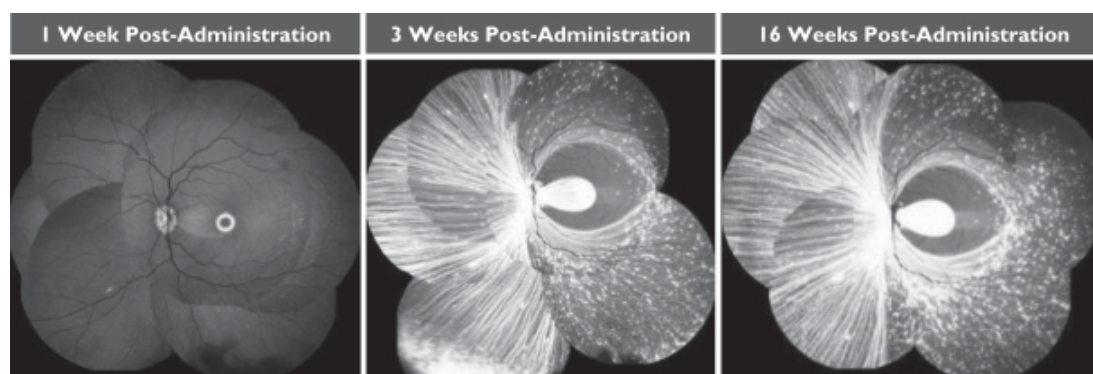 1 Week Post-Administration
3 Weeks Post-Administration
16 Weeks Post-Administration